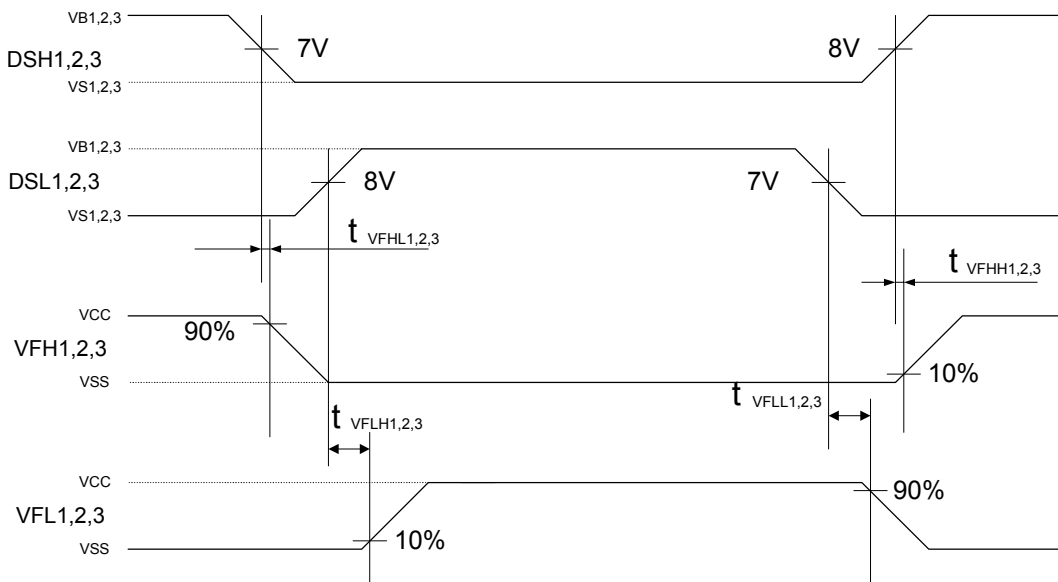 VB1,2,3
DSH1,2,3
7V
8V
VS1,2,3
VB1,2,3
DSL1,2,3
8V
7V
VS1,2,3
t VFHL1,2,3
t VFHH1,2,3
VCC
90%
VFH1,2,3
VSS
10%
t VFLH1,2,3
t VFLL1,2,3
VCC
90%
VFL1,2,3
VSS
10%